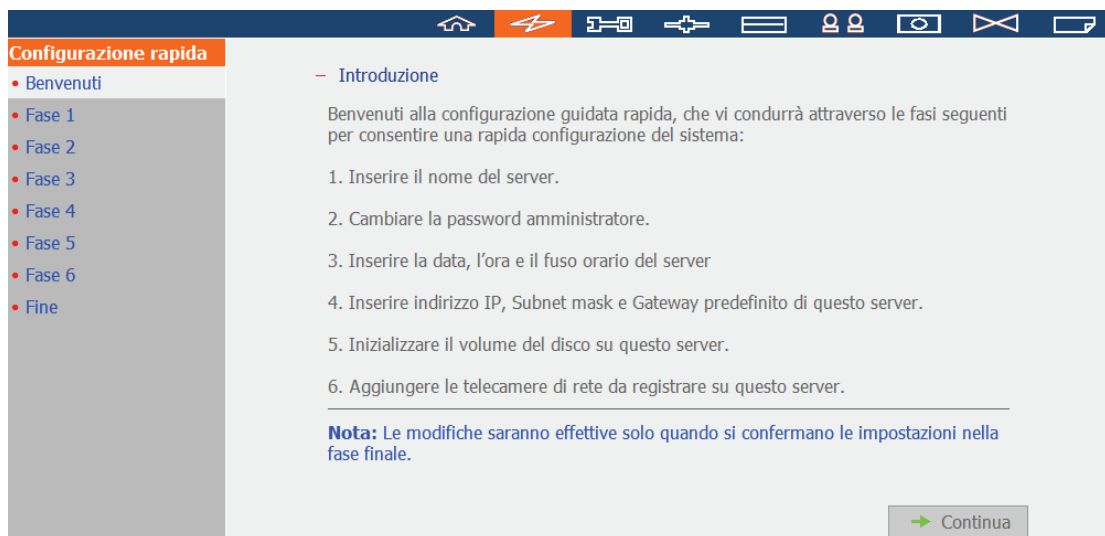 Configurazione rapida
• Benvenuti
• Fase 1
• Fase 2
• Fase 3
• Fase 4
• Fase 5
• Fase 6
• Fine
– Introduzione
Benvenuti alla configurazione guidata rapida, che vi condurrà attraverso le fasi seguenti
per consentire una rapida configurazione del sistema:
1. Inserire il nome del server.
2. Cambiare la password amministratore.
3. Inserire la data, l'ora e il fuso orario del server
4. Inserire indirizzo IP, Subnet mask e Gateway predefinito di questo server.
5. Inizializzare il volume del disco su questo server.
6. Aggiungere le telecamere di rete da registrare su questo server.
Nota: Le modifiche saranno effettive solo quando si confermano le impostazioni nella
fase finale.
Continua